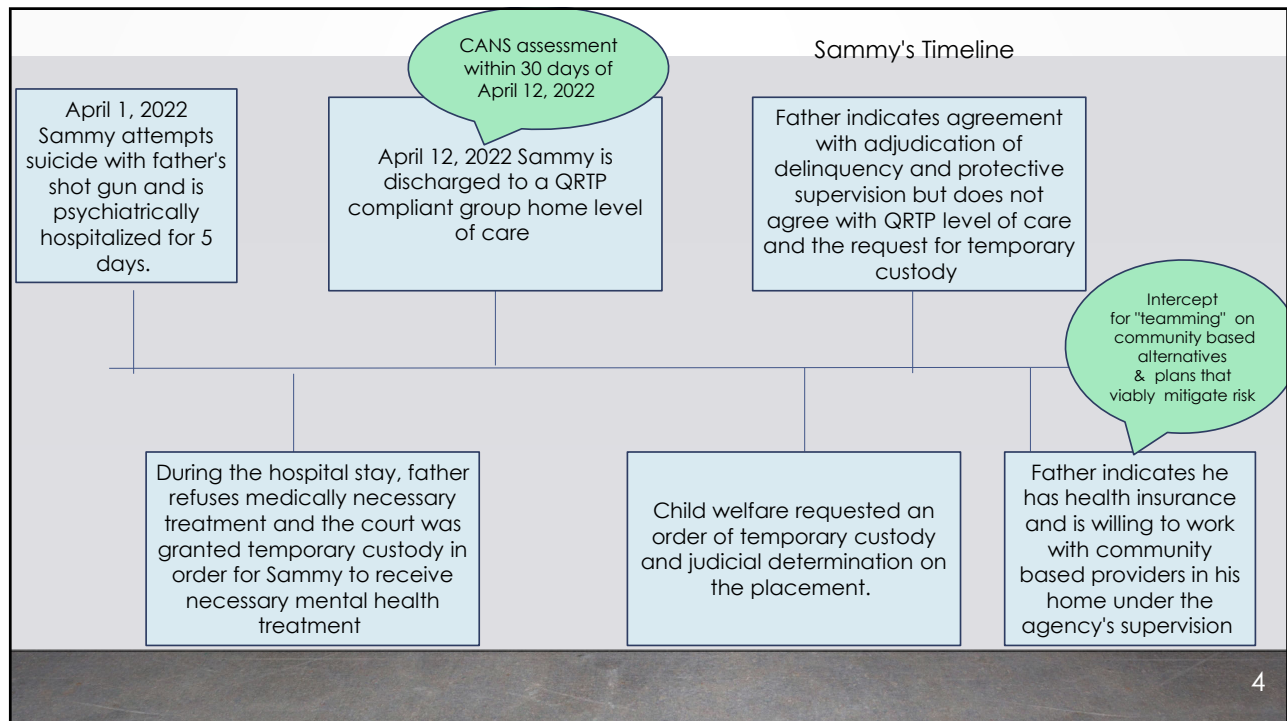 Sammy's Timeline
April 1, 2022
Sammy attempts
suicide with father's
shot gun and is
psychiatrically
hospitalized for 5
days.
CANS assessment
within 30 days of
April 12, 2022
April 12, 2022 Sammy is
discharged to a QRTP
compliant group home level
of care
Father indicates agreement
with adjudication of
delinquency and protective
supervision but does not
agree with QRTP level of care
and the request for temporary
custody
Intercept
for "teamming" on
community based
alternatives
& plans that
viably mitigate risk
During the hospital stay, father
refuses medically necessary
treatment and the court was
granted temporary custody in
order for Sammy to receive
necessary mental health
treatment
Child welfare requested an
order of temporary custody
and judicial determination on
the placement.
Father indicates he
has health insurance
and is willing to work
with community
based providers in his
home under the
agency's supervision
4